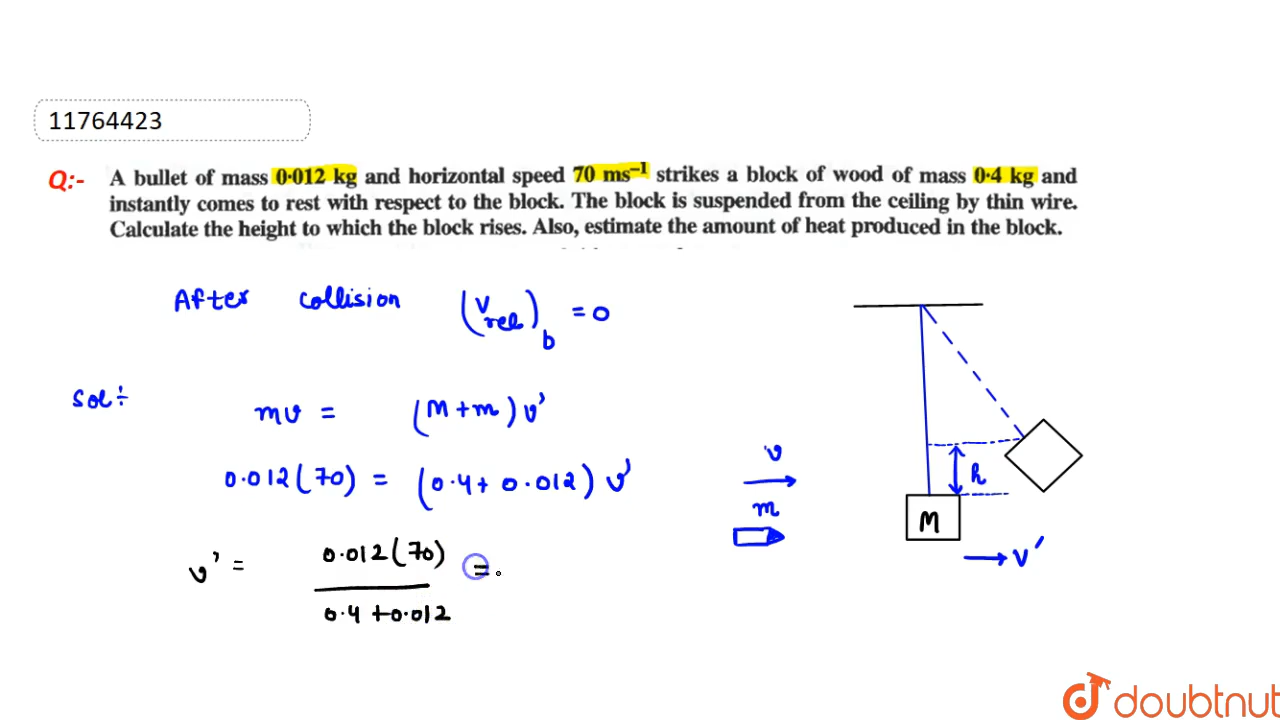 11764423
Q:- A bullet of mass 0·012 kg and horizontal speed 70 ms⁻¹ strikes a block of wood of mass 0·4 kg and
instantly comes to rest with respect to the block. The block is suspended from the ceiling by thin wire.
Calculate the height to which the block rises. Also, estimate the amount of heat produced in the block.
After collision (v rel)b = 0
Sol ÷
mv = (M+m)v'
0.012(70) = (0.4+0.012)v'
v' = 0.012(70) / 0.4+0.012 = .
v
m
h
M
v'
doubtnut